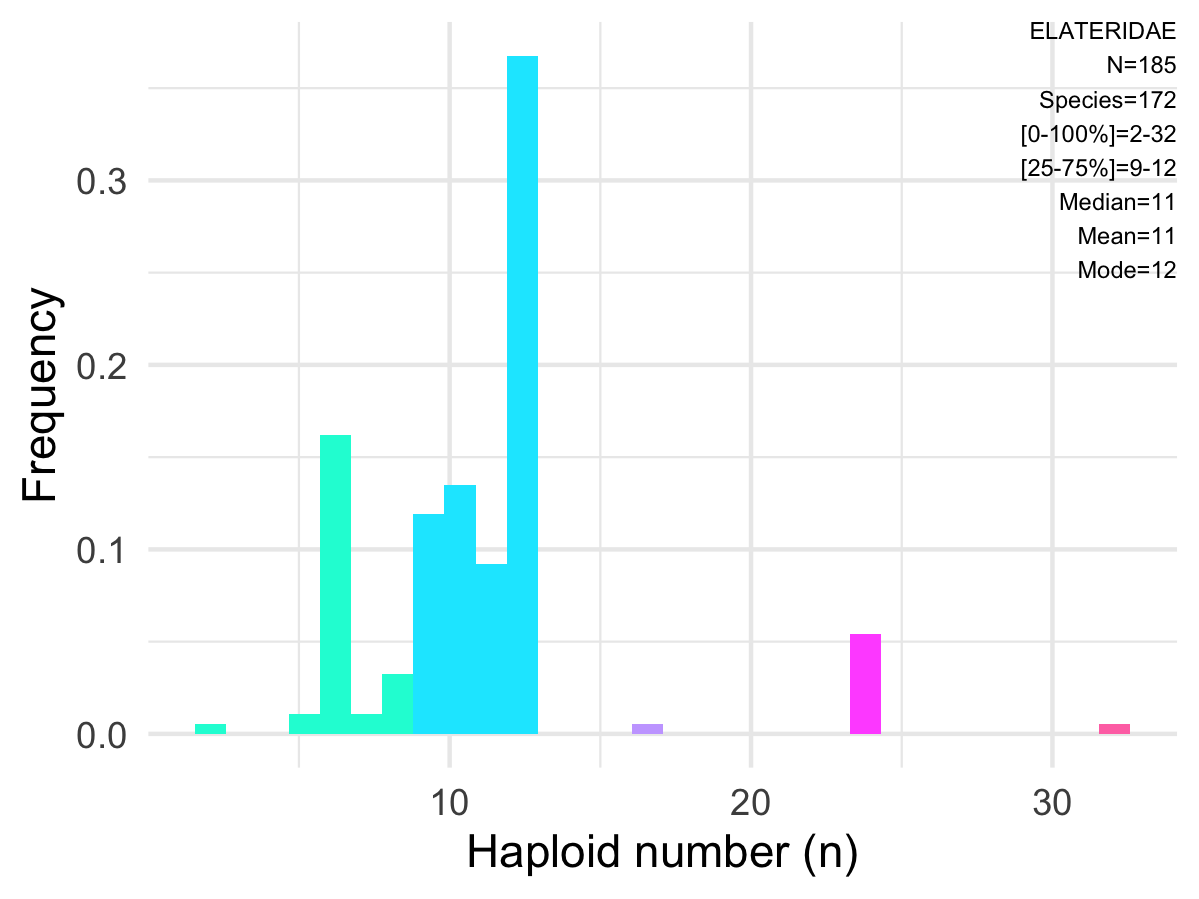 ELATERIDAE
N=185
Species=172
[0-100%]=2-32
[25-75%]=9-12
Median=11
Mean=11
Mode=12
Frequency
0.3
0.2
0.1
0.0
10 20 30
Haploid number (n)